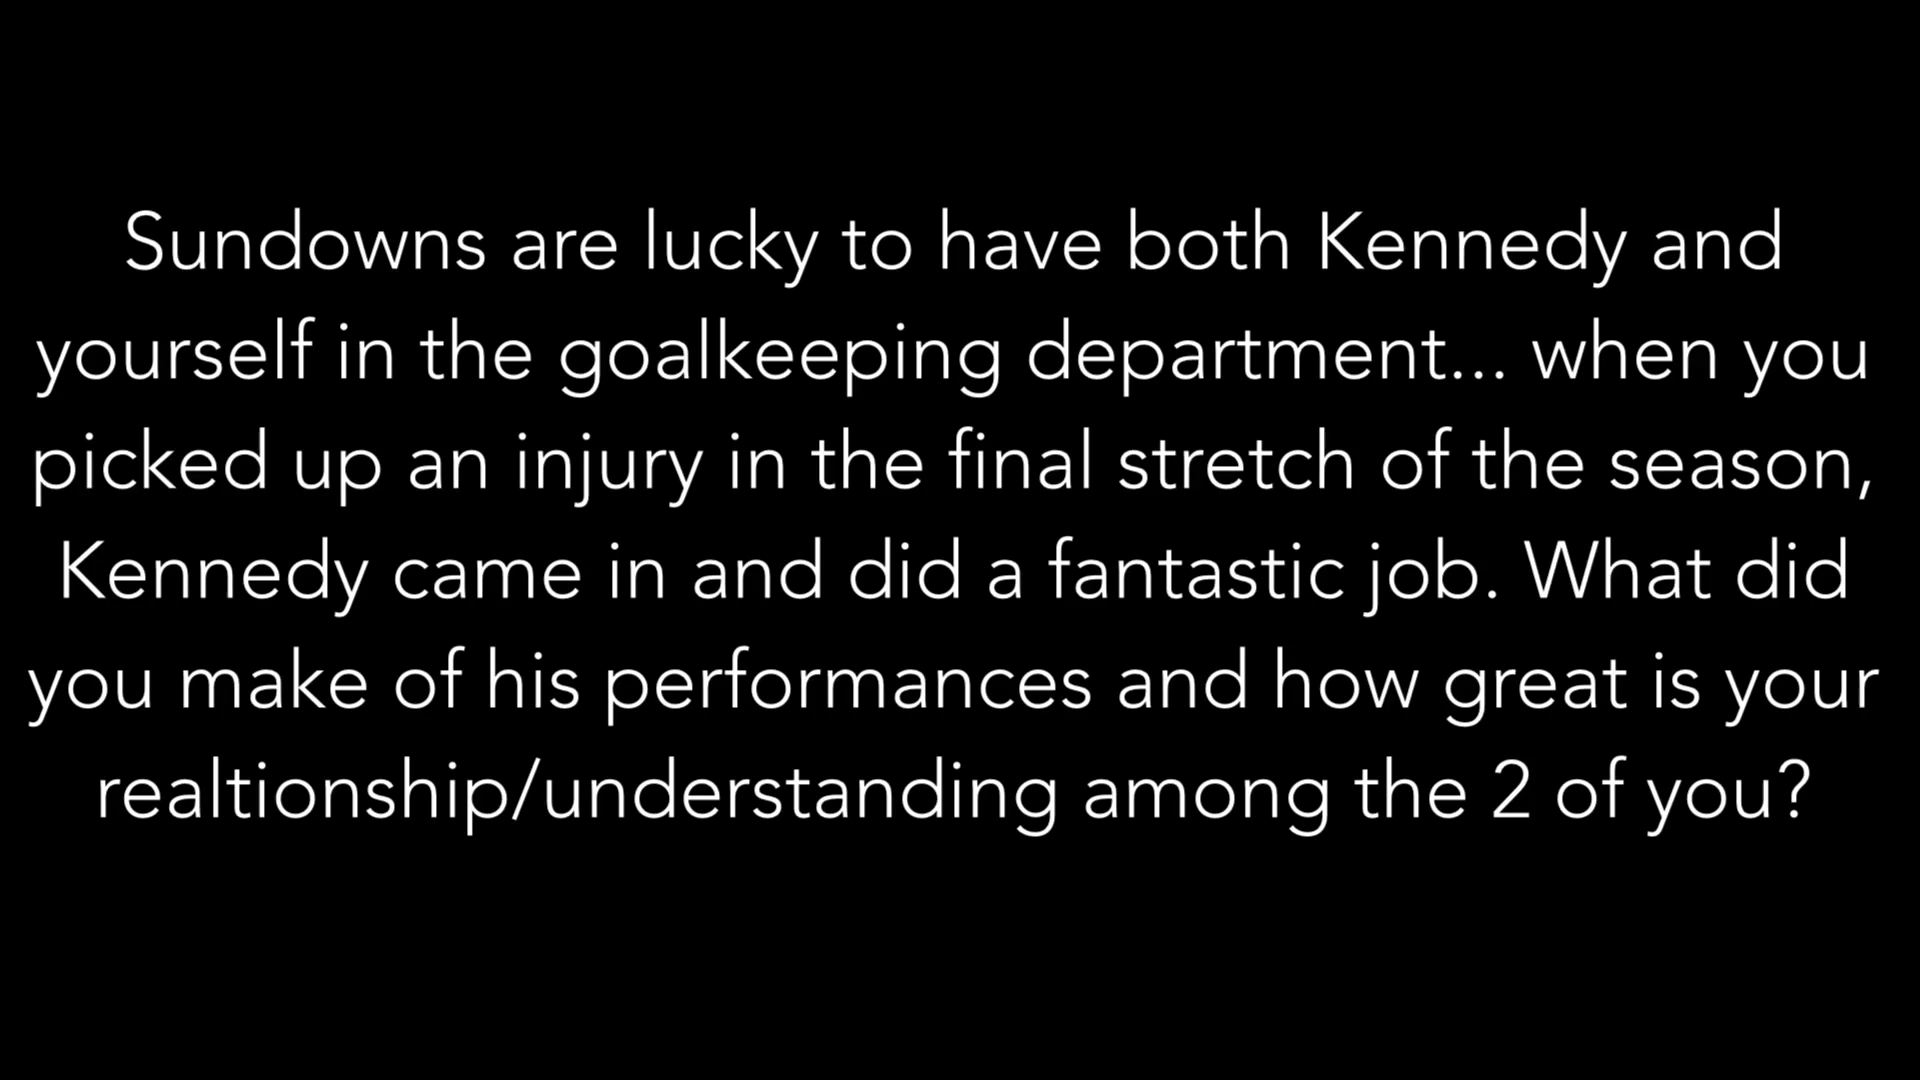 Sundowns are lucky to have both Kennedy and
yourself in the goalkeeping department... when you
picked up an injury in the final stretch of the season,
Kennedy came in and did a fantastic job. What did
you make of his performances and how great is your
realtionship/understanding among the 2 of you?